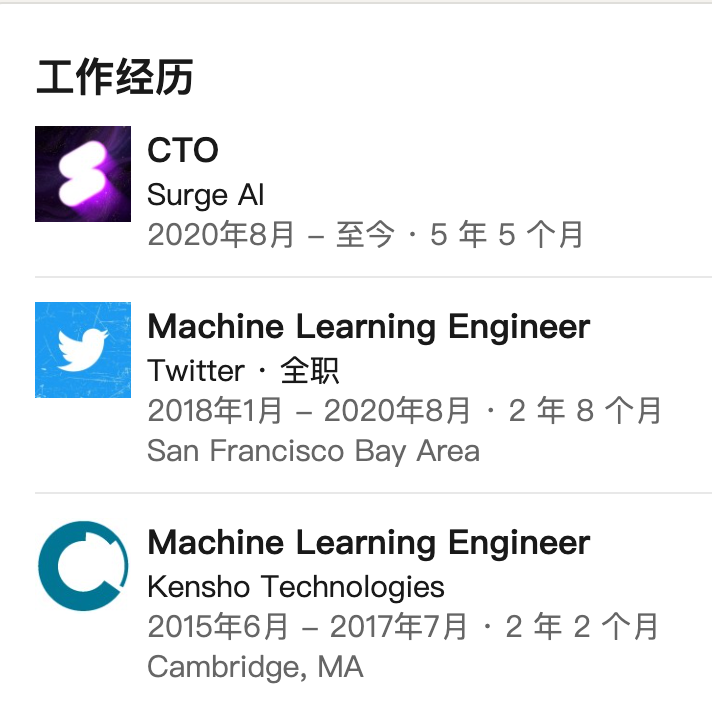 工作经历
CTO
Surge AI
2020年8月 – 至今 · 5 年 5 个月
Machine Learning Engineer
Twitter · 全职
2018年1月 – 2020年8月 · 2 年 8 个月
San Francisco Bay Area
Machine Learning Engineer
Kensho Technologies
2015年6月 – 2017年7月 · 2 年 2 个月
Cambridge, MA